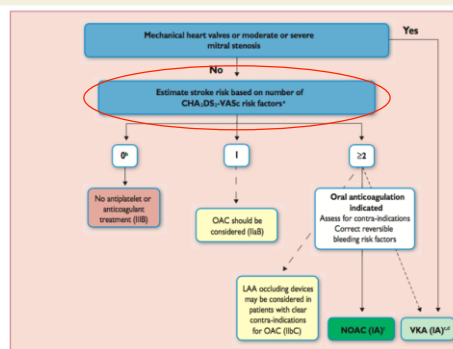 Mechanical heart valves or moderate or severe
mitral stenosis
Yes
No
Estimate stroke risk based on number of
CHA₂DS₂-VASc risk factorsᵃ
0ᵇ
1
≥2
No antiplatelet or
anticoagulant
treatment (IIIB)
OAC should be
considered (IIaB)
Oral anticoagulation
indicated
Assess for contra-indications
Correct reversible
bleeding risk factors
LAA occluding devices
may be considered in
patients with clear
contra-indications
for OAC (IIbC)
NOAC (IA)ᶜ
VKA (IA)ᶜ,ᵈ